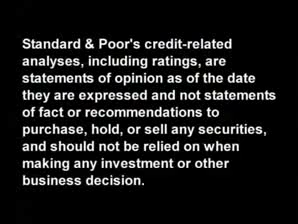 Standard & Poor's credit-related
analyses, including ratings, are
statements of opinion as of the date
they are expressed and not statements
of fact or recommendations to
purchase, hold, or sell any securities,
and should not be relied on when
making any investment or other
business decision.